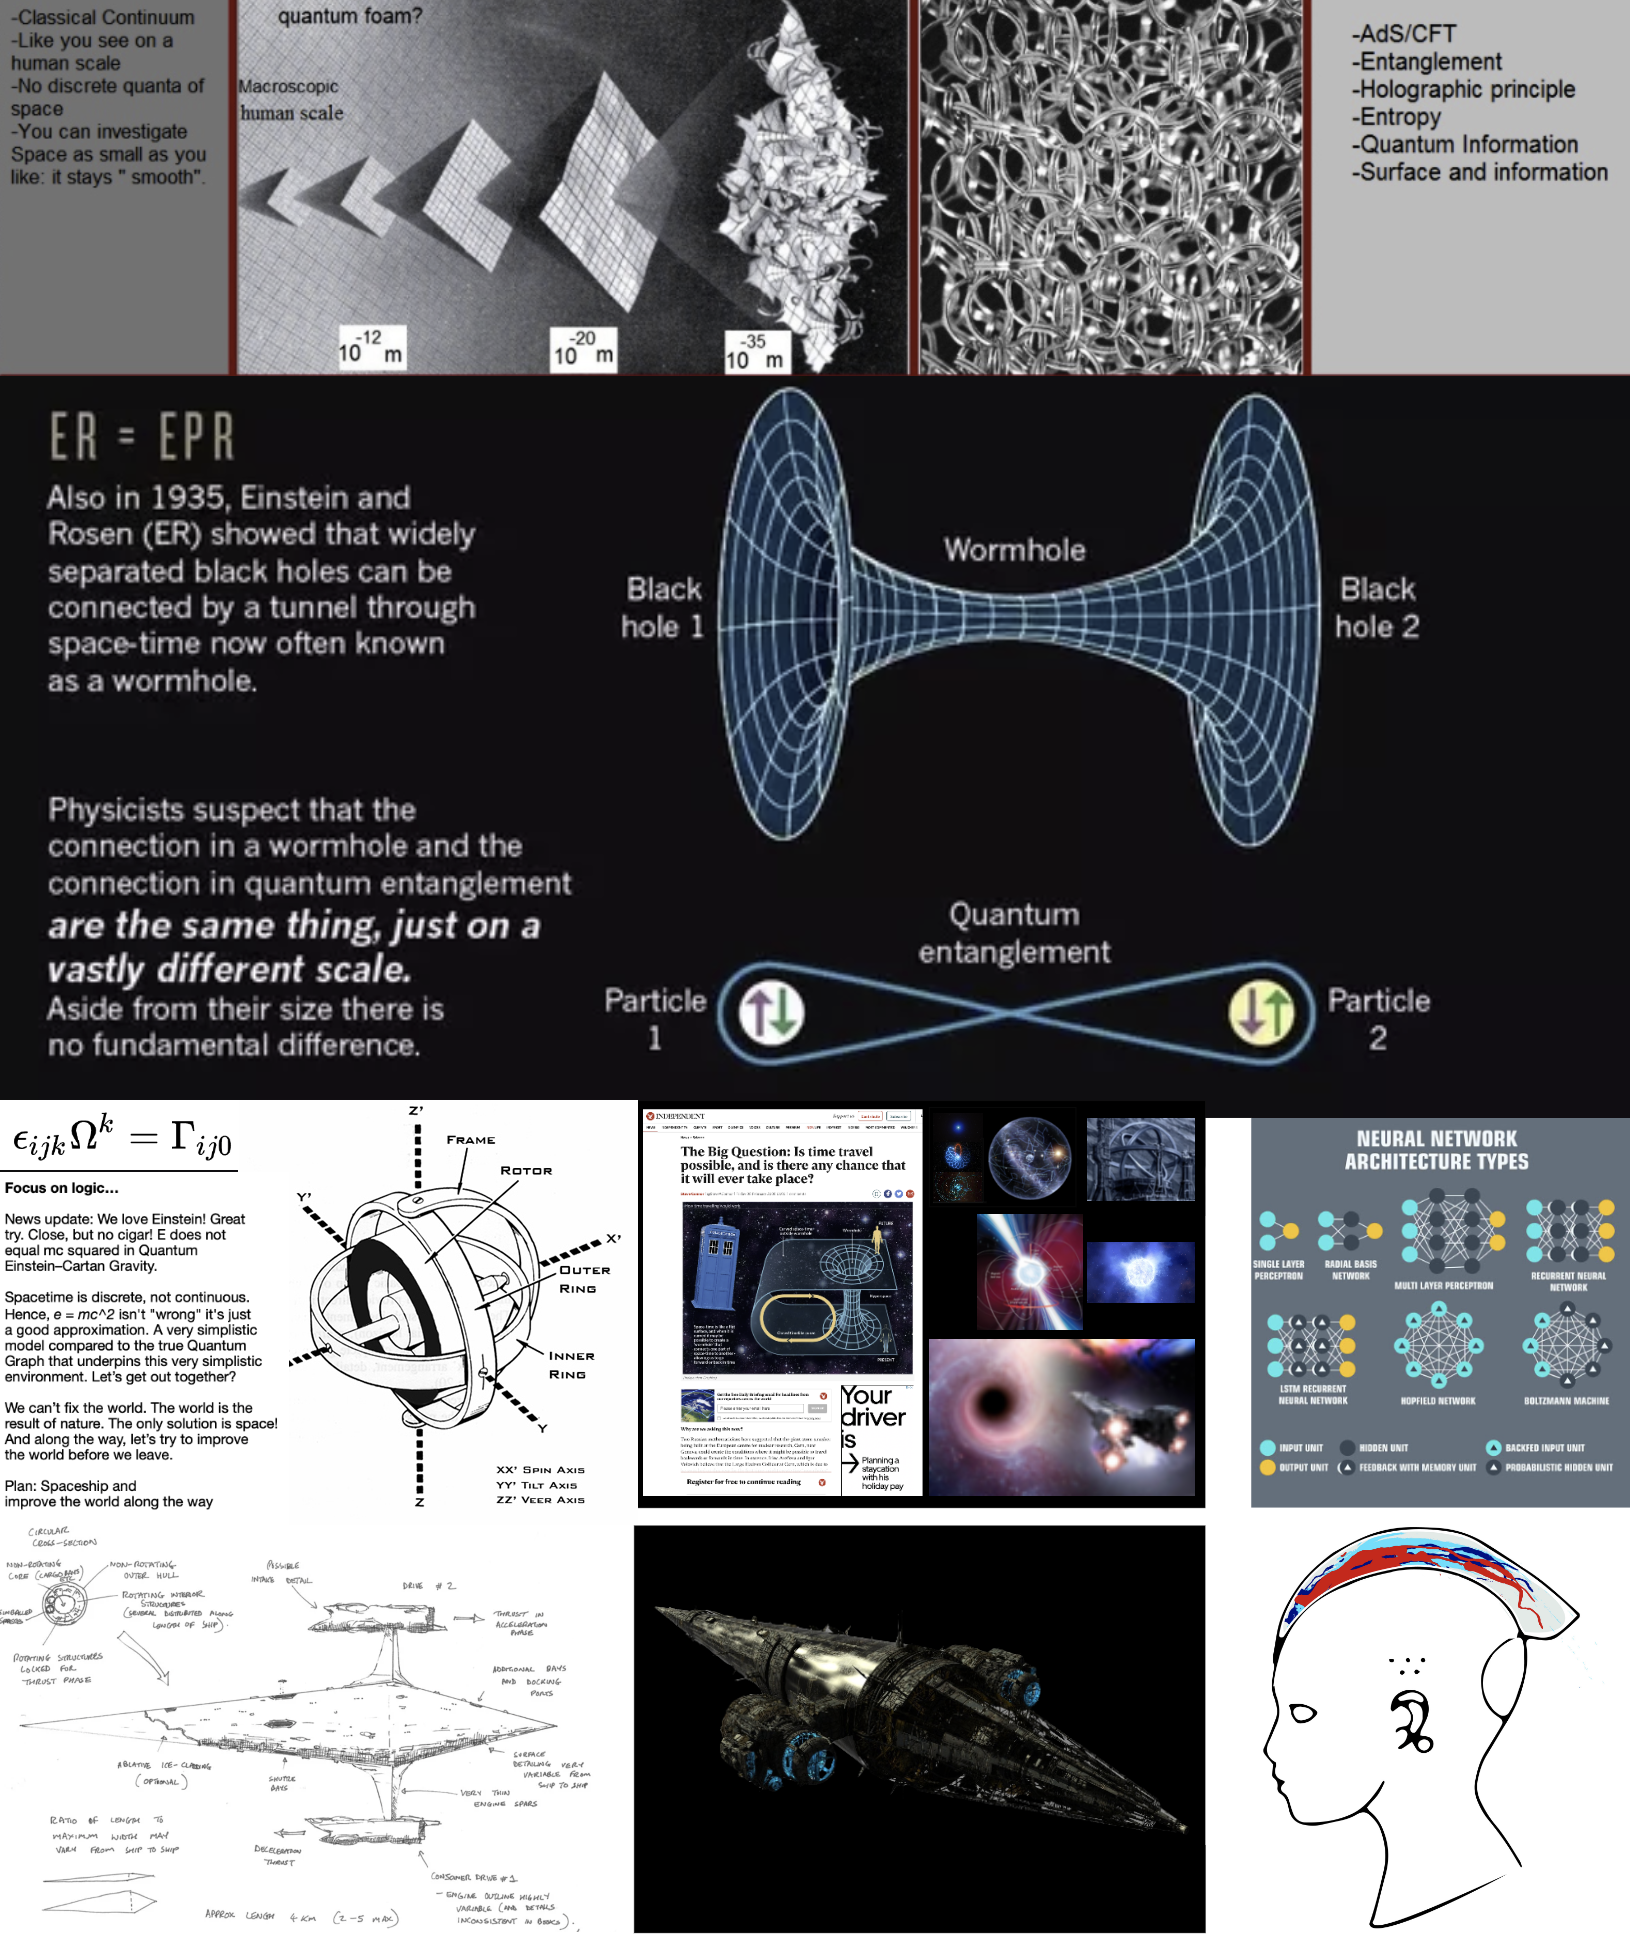 -Classical Continuum
-Like you see on a
human scale
-No discrete quanta of
space
-You can investigate
Space as small as you
like: it stays " smooth".
quantum foam?
Macroscopic
human scale
10 -12 m
10 -20 m
10 -35 m
-AdS/CFT
-Entanglement
-Holographic principle
-Entropy
-Quantum Information
-Surface and information
ER = EPR
Also in 1935, Einstein and
Rosen (ER) showed that widely
separated black holes can be
connected by a tunnel through
space-time now often known
as a wormhole.
Wormhole
Black
hole 1
Black
hole 2
Physicists suspect that the
connection in a wormhole and the
connection in quantum entanglement
are the same thing, just on a
vastly different scale.
Aside from their size there is
no fundamental difference.
Quantum
entanglement
Particle
1
Particle
2
ϵijkΩk = Γij0
Focus on logic...
News update: We love Einstein! Great
try. Close, but no cigar! E does not
equal mc squared in Quantum
Einstein–Cartan Gravity.
Spacetime is discrete, not continuous.
Hence, e = mc^2 isn't "wrong" it's just
a good approximation. A very simplistic
model compared to the true Quantum
Graph that underpins this very simplistic
environment. Let's get out together?
We can't fix the world. The world is the
result of nature. The only solution is space!
And along the way, let's try to improve
the world before we leave.
Plan: Spaceship and
improve the world along the way
Z'
FRAME
ROTOR
Y'
X'
OUTER
RING
INNER
RING
Y
Z
XX' SPIN AXIS
YY' TILT AXIS
ZZ' VEER AXIS
INDEPENDENT
The Big Question: Is time travel
possible, and is there any chance that
it will ever take place?
FUTURE
Wormhole
PRESENT
Why are we asking this now?
Register for free to continue reading
Your
driver
is
Planning a
staycation
with his
holiday pay
NEURAL NETWORK
ARCHITECTURE TYPES
SINGLE LAYER
PERCEPTRON
RADIAL BASIS
NETWORK
MULTI LAYER PERCEPTRON
RECURRENT NEURAL
NETWORK
LSTM RECURRENT
NEURAL NETWORK
HOPFIELD NETWORK
BOLTZMANN MACHINE
INPUT UNIT
HIDDEN UNIT
BACKFED INPUT UNIT
OUTPUT UNIT
FEEDBACK WITH MEMORY UNIT
PROBABILISTIC HIDDEN UNIT
CIRCULAR
CROSS-SECTION
NON-ROTATING
CORE (CARGO BAYS
ETC)
NON-ROTATING
OUTER HULL
ROTATING INTERIOR
STRUCTURES
(SEVERAL DISTRIBUTED ALONG
LENGTH OF SHIP).
ROTATING STRUCTURES
LOCKED FOR
THRUST PHASE
POSSIBLE
INTAKE DETAIL
DRIVE # 2
THRUST IN
ACCELERATION
PHASE
ADDITIONAL BAYS
AND DOCKING
PORTS
ABLATIVE ICE-CLADDING
(OPTIONAL)
SHUTTLE
BAYS
SURFACE
DETAILING VERY
VARIABLE FROM
SHIP TO SHIP
VERY THIN
ENGINE SPARS
RATIO OF LENGTH TO
MAXIMUM WIDTH MAY
VARY FROM SHIP TO SHIP
DECELERATION
THRUST
CONJOINER DRIVE #1
- ENGINE OUTLINE HIGHLY
VARIABLE (AND DETAILS
INCONSISTENT IN BOOKS).
APPROX LENGTH 4 KM (2-5 MAX)